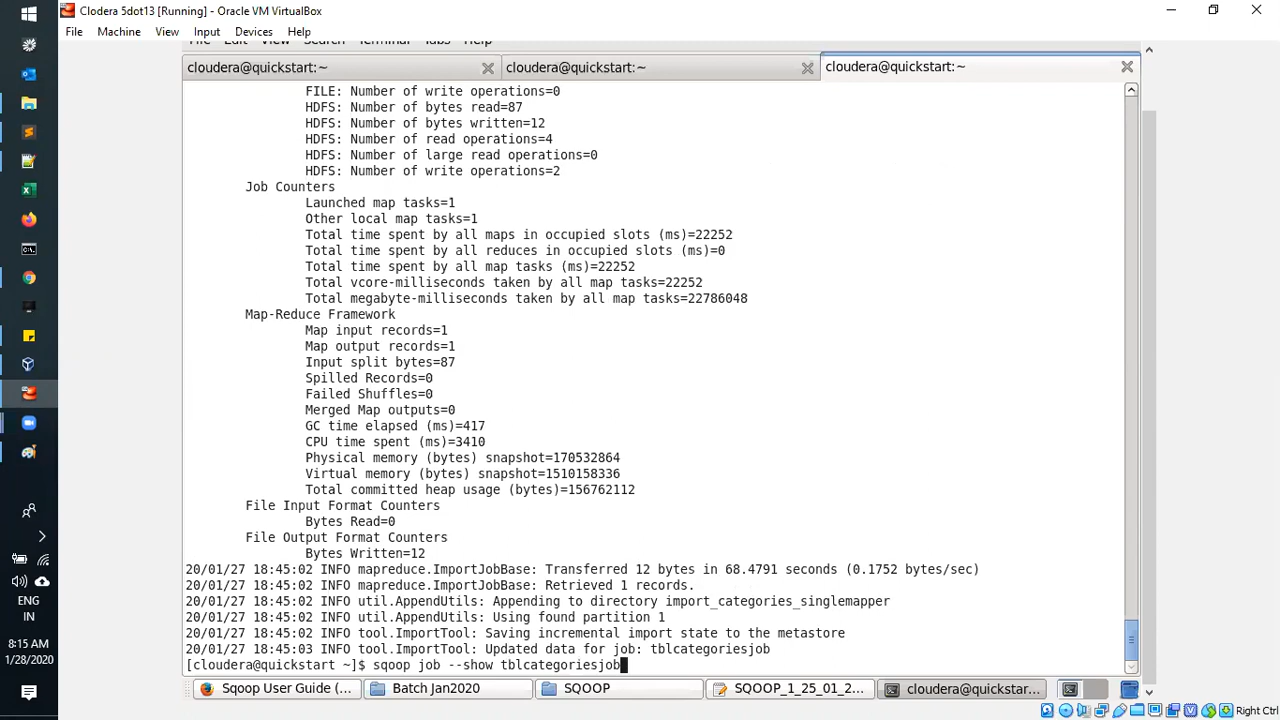 Clodera 5dot13 [Running] - Oracle VM VirtualBox
File Machine View Input Devices Help
File Edit View Search Terminal Tabs Help
cloudera@quickstart:~ cloudera@quickstart:~ cloudera@quickstart:~
FILE: Number of write operations=0
HDFS: Number of bytes read=87
HDFS: Number of bytes written=12
HDFS: Number of read operations=4
HDFS: Number of large read operations=0
HDFS: Number of write operations=2
Job Counters
Launched map tasks=1
Other local map tasks=1
Total time spent by all maps in occupied slots (ms)=22252
Total time spent by all reduces in occupied slots (ms)=0
Total time spent by all map tasks (ms)=22252
Total vcore-milliseconds taken by all map tasks=22252
Total megabyte-milliseconds taken by all map tasks=22786048
Map-Reduce Framework
Map input records=1
Map output records=1
Input split bytes=87
Spilled Records=0
Failed Shuffles=0
Merged Map outputs=0
GC time elapsed (ms)=417
CPU time spent (ms)=3410
Physical memory (bytes) snapshot=170532864
Virtual memory (bytes) snapshot=1510158336
Total committed heap usage (bytes)=156762112
File Input Format Counters
Bytes Read=0
File Output Format Counters
Bytes Written=12
20/01/27 18:45:02 INFO mapreduce.ImportJobBase: Transferred 12 bytes in 68.4791 seconds (0.1752 bytes/sec)
20/01/27 18:45:02 INFO mapreduce.ImportJobBase: Retrieved 1 records.
20/01/27 18:45:02 INFO util.AppendUtils: Appending to directory import_categories_singlemapper
20/01/27 18:45:02 INFO util.AppendUtils: Using found partition 1
20/01/27 18:45:02 INFO tool.ImportTool: Saving incremental import state to the metastore
20/01/27 18:45:03 INFO tool.ImportTool: Updated data for job: tblcategoriesjob
[cloudera@quickstart ~]$ sqoop job --show tblcategoriesjob
Sqoop User Guide (... Batch Jan2020 SQOOP SQOOP_1_25_01_2... cloudera@quickstar...
ENG
IN
8:15 AM
1/28/2020
Right Ctrl